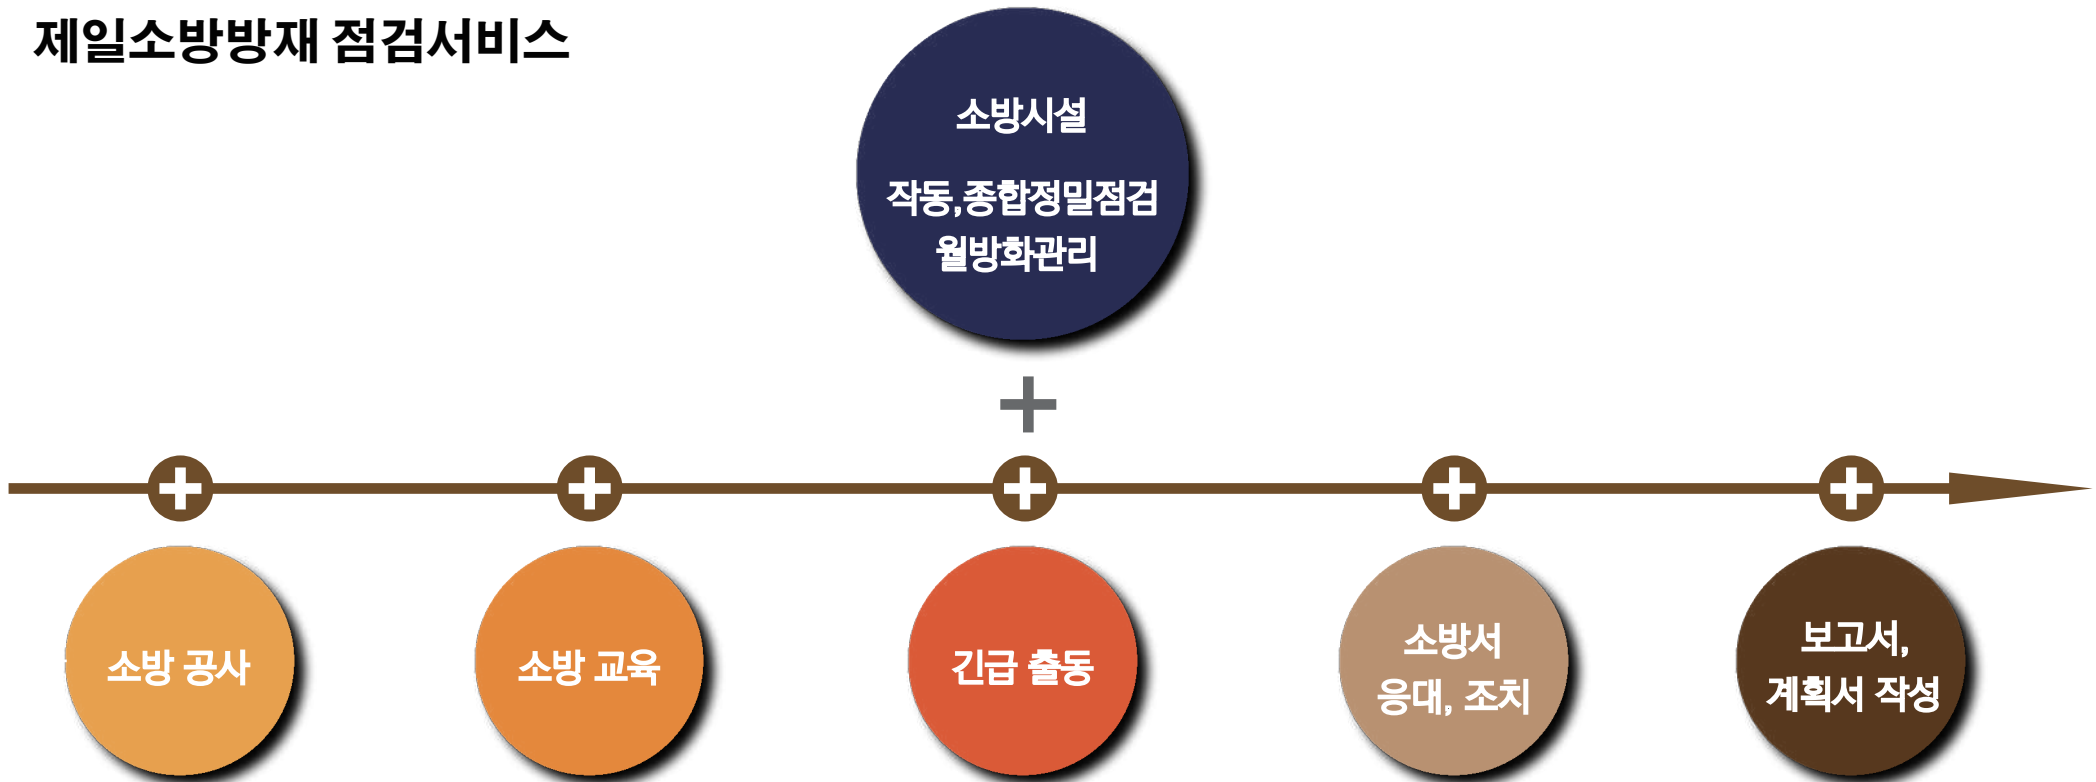 제일소방방재 점검서비스
소방시설
작동,종합정밀점검
월방화관리
소방 공사
소방 교육
긴급 출동
소방서
응대, 조치
보고서,
계획서 작성